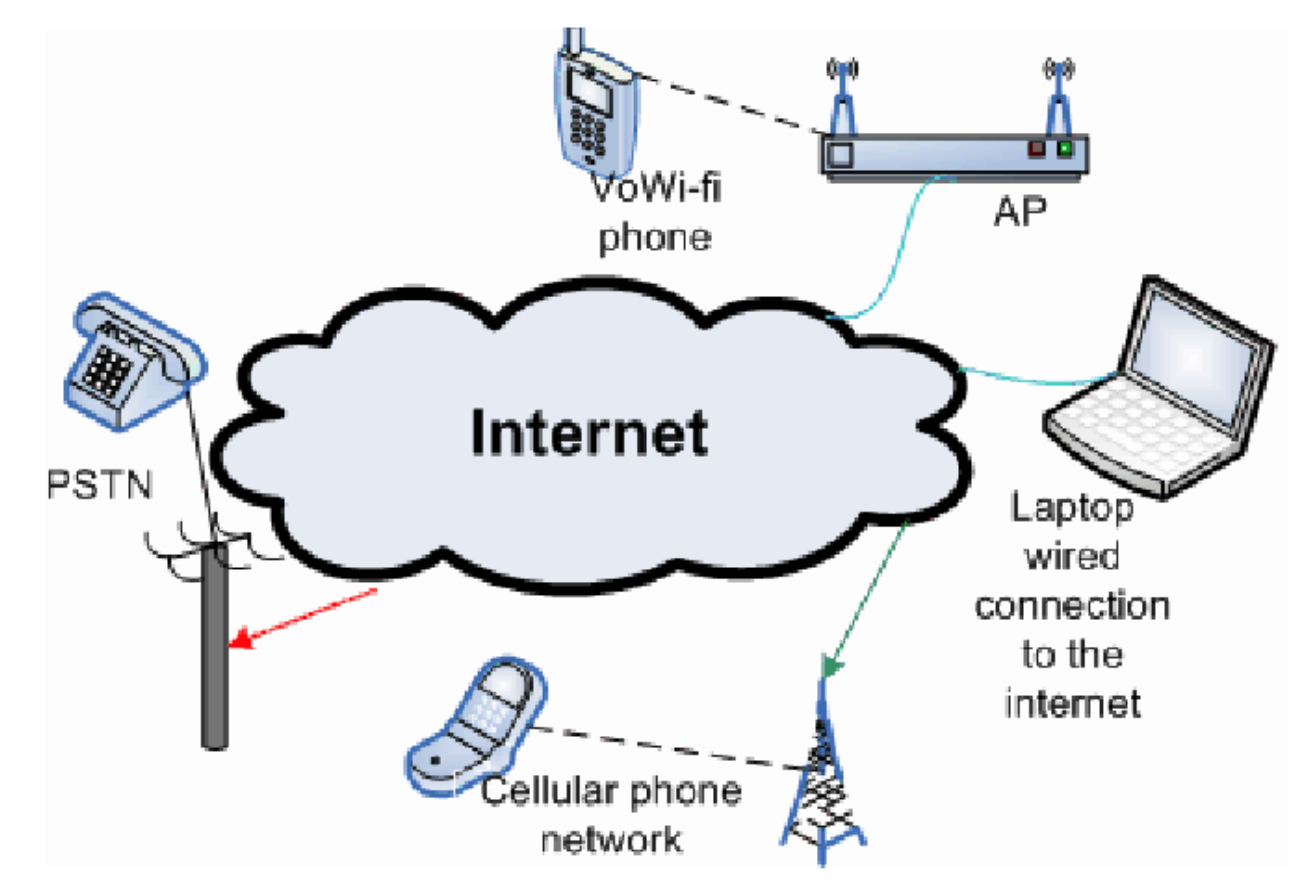 VoWi-fi
phone
AP
PSTN
Internet
Laptop
wired
connection
to the
internet
Cellular phone
network